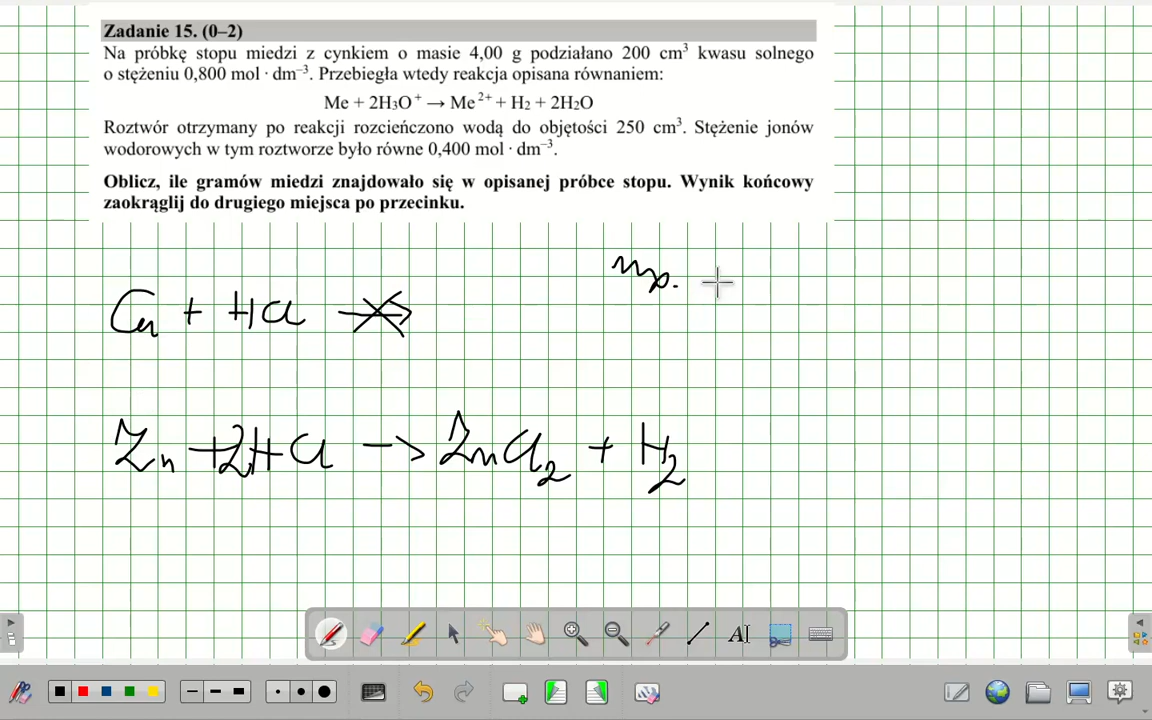 Zadanie 15. (0–2)
Na próbkę stopu miedzi z cynkiem o masie 4,00 g podziałano 200 cm³ kwasu solnego
o stężeniu 0,800 mol · dm⁻³. Przebiegła wtedy reakcja opisana równaniem:
Me + 2H₃O⁺ → Me²⁺ + H₂ + 2H₂O
Roztwór otrzymany po reakcji rozcieńczono wodą do objętości 250 cm³. Stężenie jonów
wodorowych w tym roztworze było równe 0,400 mol · dm⁻³.
Oblicz, ile gramów miedzi znajdowało się w opisanej próbce stopu. Wynik końcowy
zaokrąglij do drugiego miejsca po przecinku.
Cu + HCl →
Zn + 2HCl → ZnCl₂ + H₂
AI